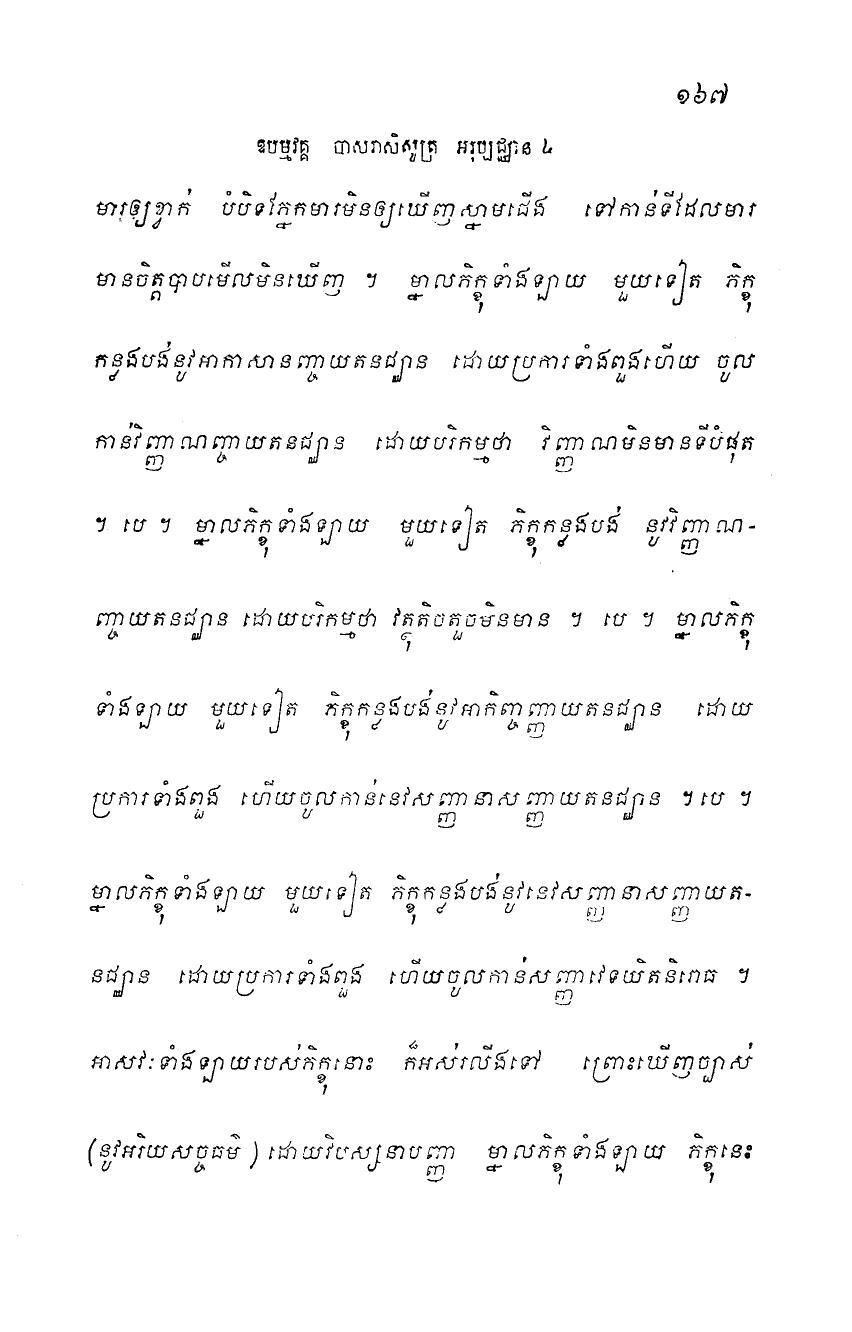 ១៦៧
ឧបម្មវគ្គ បាសរាសិសូត្រ អរុប្បជ្ឈាន ៤
មារឲ្យខ្វាក់ បំបិទភ្នែកមារមិនឲ្យឃើញស្នាមជើង ទៅកាន់ទីដែលមារ
មានចិត្តបាបមើលមិនឃើញ ។ ម្នាលភិក្ខុទាំងឡាយ មួយទៀត ភិក្ខុ
កន្លងបង់នូវអាកាសានញ្ចាយតនជ្ឈាន ដោយប្រការទាំងពួងហើយ ចូល
កាន់វិញ្ញាណញ្ចាយតនជ្ឈាន ដោយបរិកម្មថា វិញ្ញាណមិនមានទីបំផុត
។ បេ ។ ម្នាលភិក្ខុទាំងឡាយ មួយទៀត ភិក្ខុកន្លងបង់ នូវវិញ្ញាណ-
ញ្ចាយតនជ្ឈាន ដោយបរិកម្មថា វត្ថុតិចតួចមិនមាន ។ បេ ។ ម្នាលភិក្ខុ
ទាំងឡាយ មួយទៀត ភិក្ខុកន្លងបង់នូវអាកិញ្ចញ្ញាយតនជ្ឈាន ដោយ
ប្រការទាំងពួង ហើយចូលកាន់នេវសញ្ញានាសញ្ញាយតនជ្ឈាន ។ បេ ។
ម្នាលភិក្ខុទាំងឡាយ មួយទៀត ភិក្ខុកន្លងបង់នូវនេវសញ្ញានាសញ្ញាយត-
នជ្ឈាន ដោយប្រការទាំងពួង ហើយចូលកាន់សញ្ញាវេទយិតនិរោធ ។
អាសវៈទាំងឡាយរបស់ភិក្ខុនោះ ក៏អស់រលីងទៅ ព្រោះឃើញច្បាស់
(នូវអរិយសច្ចធម៌ ) ដោយវិបស្សនាបញ្ញា ម្នាលភិក្ខុទាំងឡាយ ភិក្ខុនេះ